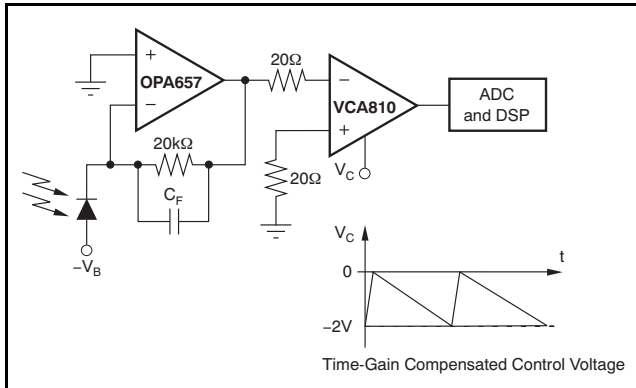 +
OPA657
−
20Ω
−
VCA810
+
ADC
and DSP
20kΩ
C_F
20Ω
V_C
−V_B
V_C
t
0
−2V
Time-Gain Compensated Control Voltage